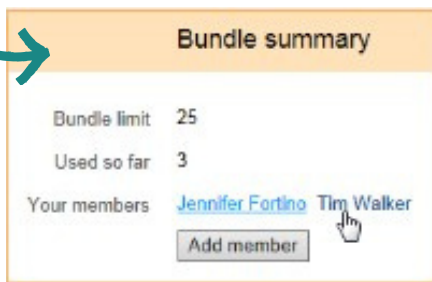 Bundle summary
Bundle limit 25
Used so far 3
Your members Jennifer Fortino Tim Walker
Add member